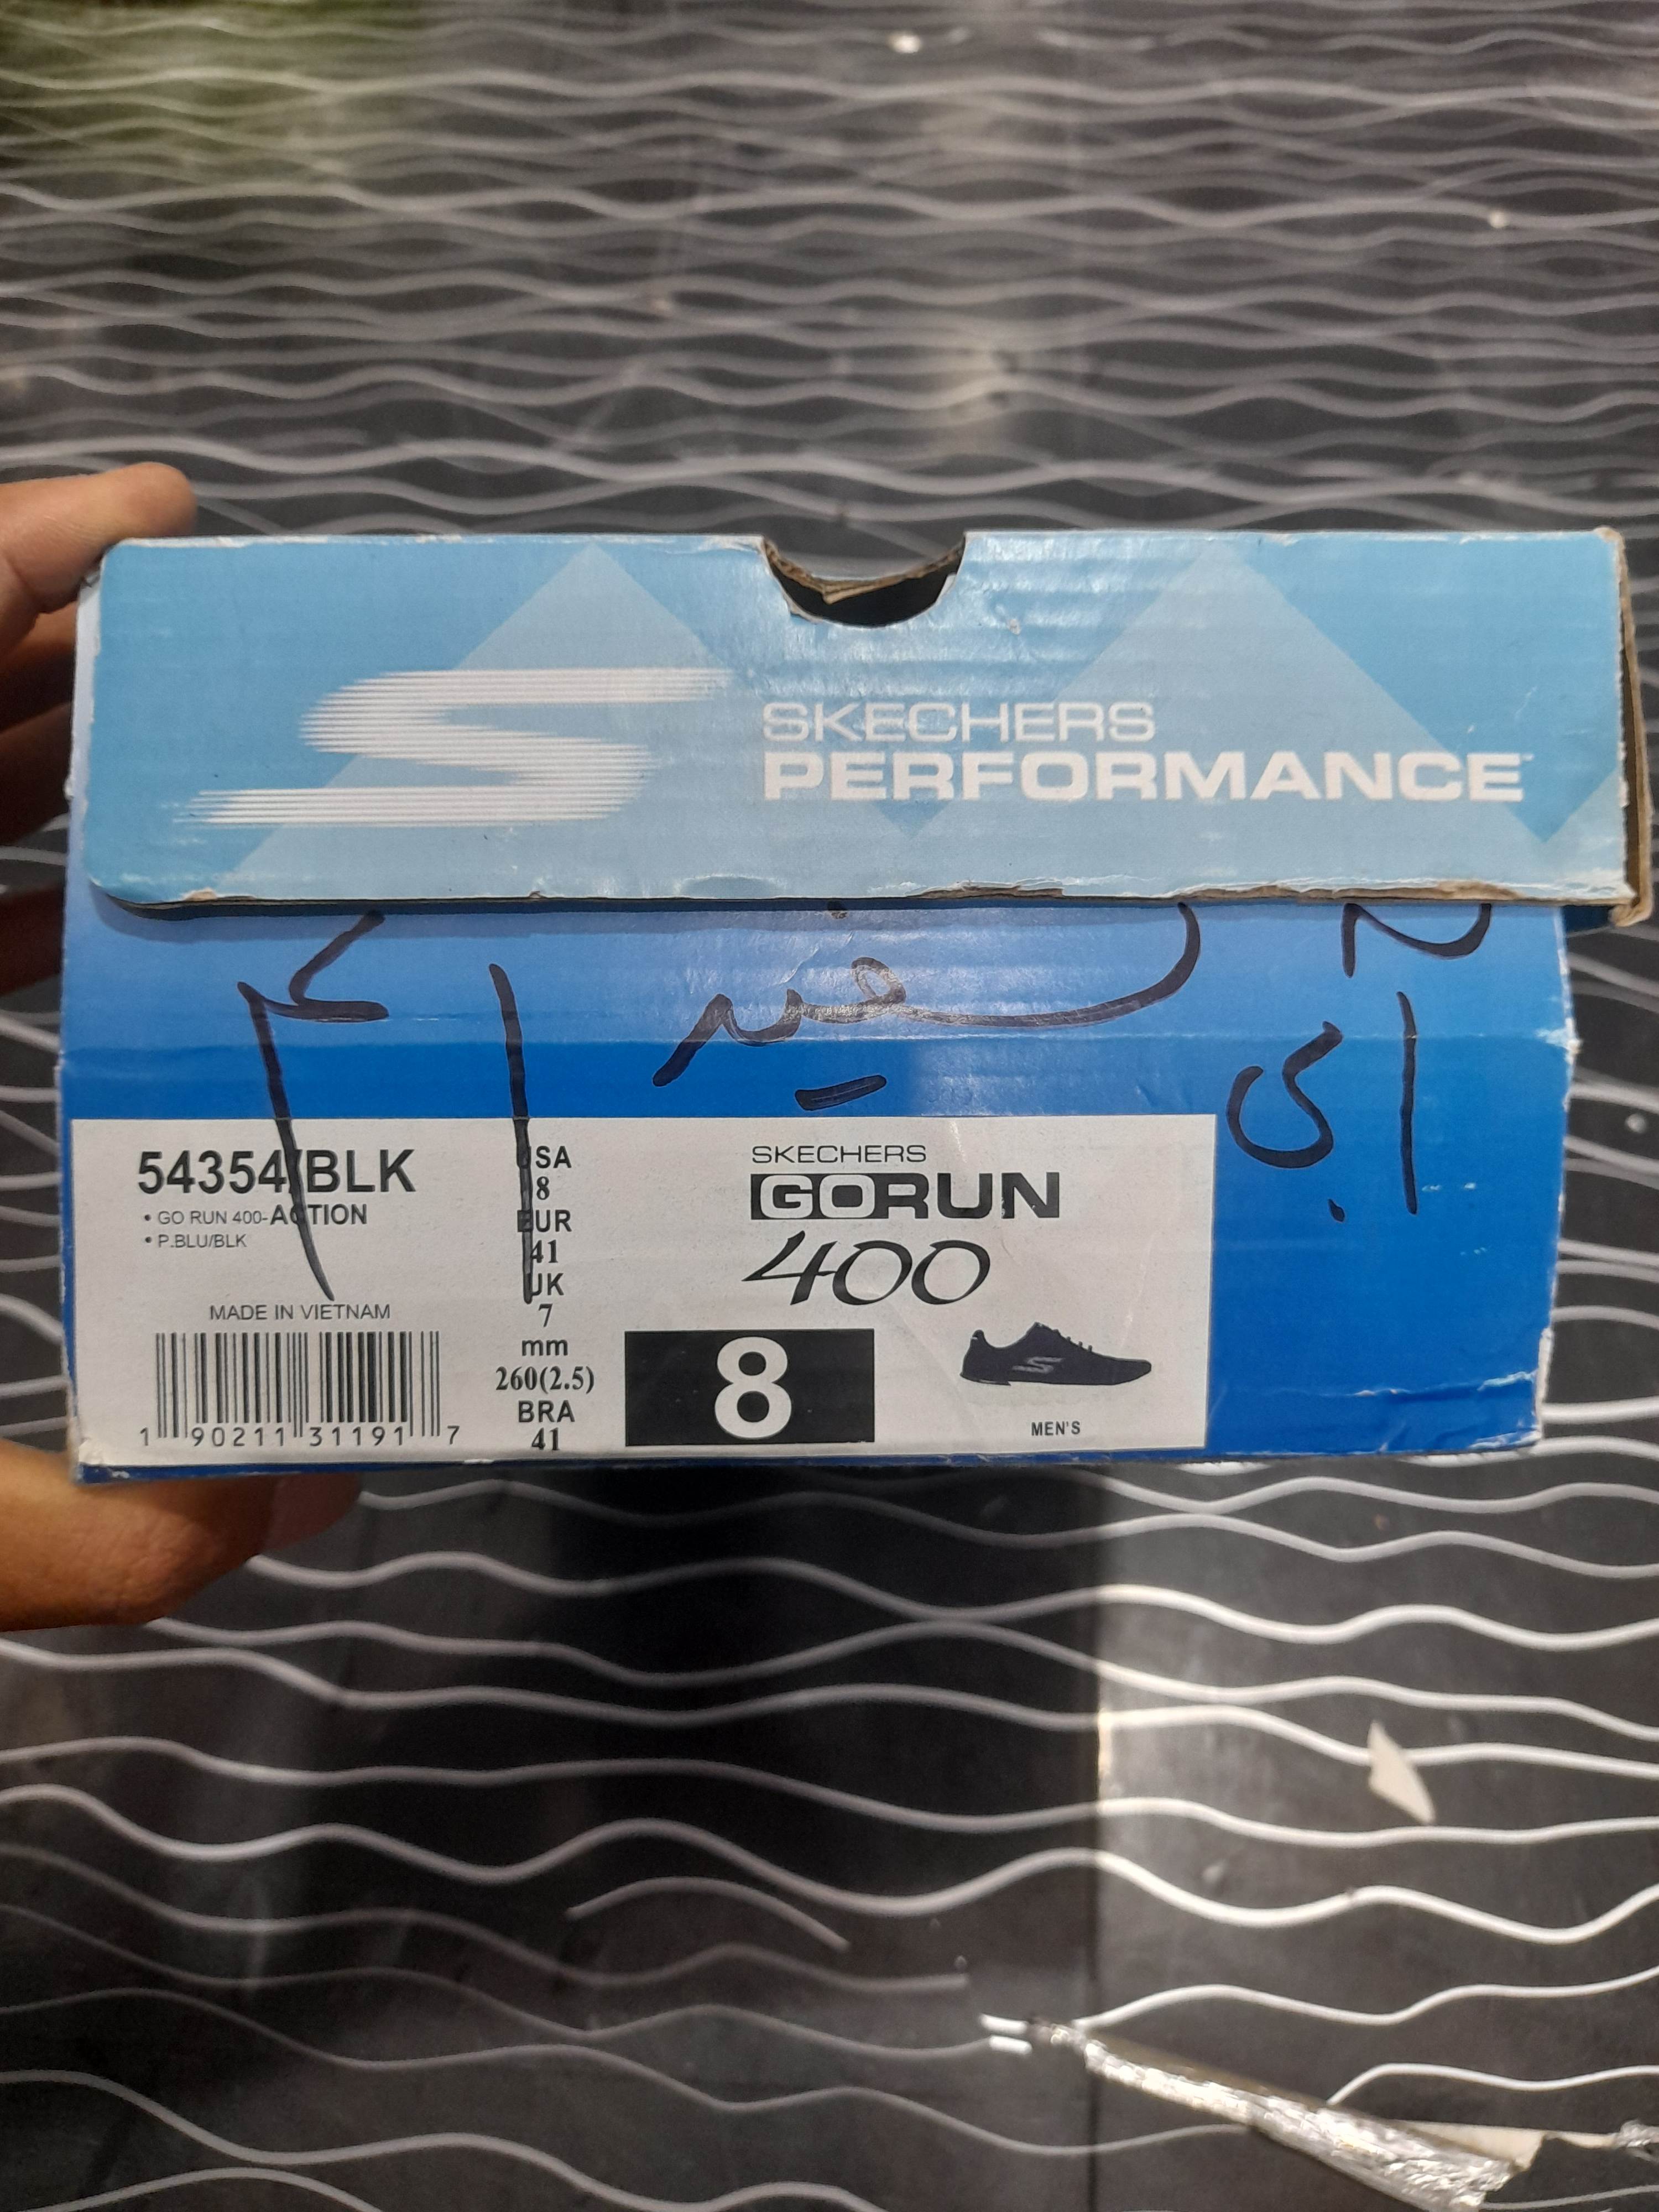 SKECHERS
PERFORMANCE
۴۱
54354/BLK
• GO RUN 400-ACTION
• P.BLU/BLK
MADE IN VIETNAM
1 90211 31191 7
USA
8
EUR
41
UK
7
mm
260(2.5)
BRA
41
SKECHERS
GORUN
400
8
MEN'S